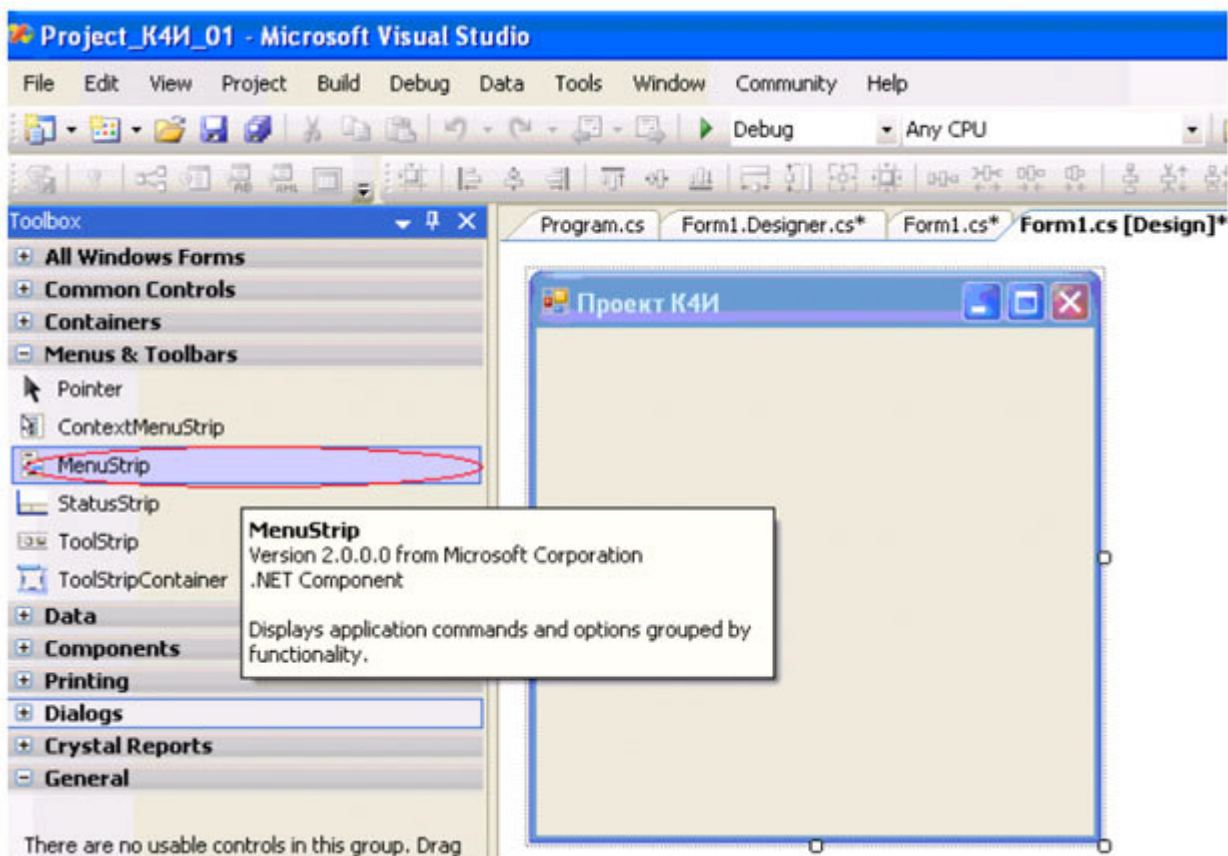 Project_К4И_01 - Microsoft Visual Studio
File Edit View Project Build Debug Data Tools Window Community Help
Debug Any CPU
Toolbox
Program.cs Form1.Designer.cs* Form1.cs* Form1.cs [Design]*
All Windows Forms
Common Controls
Containers
Menus & Toolbars
Pointer
ContextMenuStrip
MenuStrip
StatusStrip
ToolStrip
ToolStripContainer
Data
Components
Printing
Dialogs
Crystal Reports
General
There are no usable controls in this group. Drag
Проект К4И
MenuStrip
Version 2.0.0.0 from Microsoft Corporation
.NET Component
Displays application commands and options grouped by
functionality.